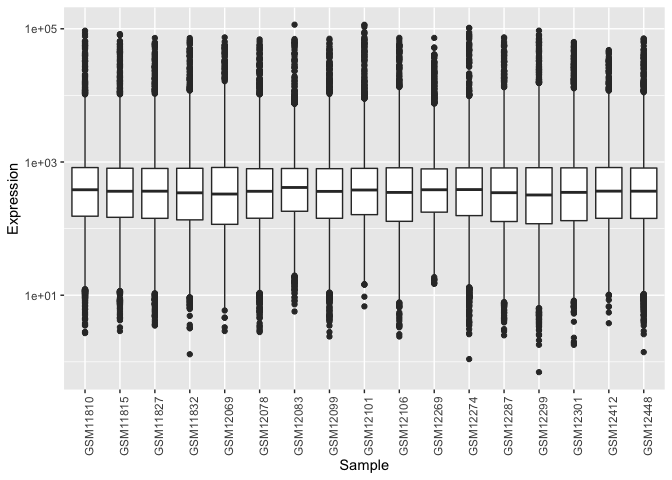 1e+05
1e+03
1e+01
Expression
GSM11810
GSM11815
GSM11827
GSM11832
GSM12069
GSM12078
GSM12083
GSM12099
GSM12101
GSM12106
GSM12269
GSM12274
GSM12287
GSM12299
GSM12301
GSM12412
GSM12448
Sample